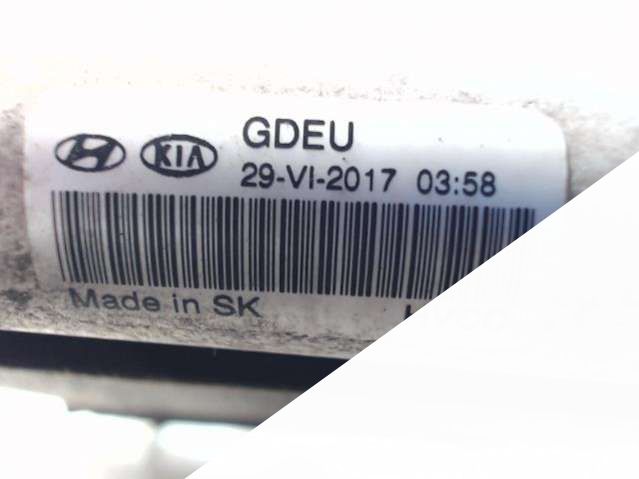 KIA GDEU
29-VI-2017 03:58
Made in SK